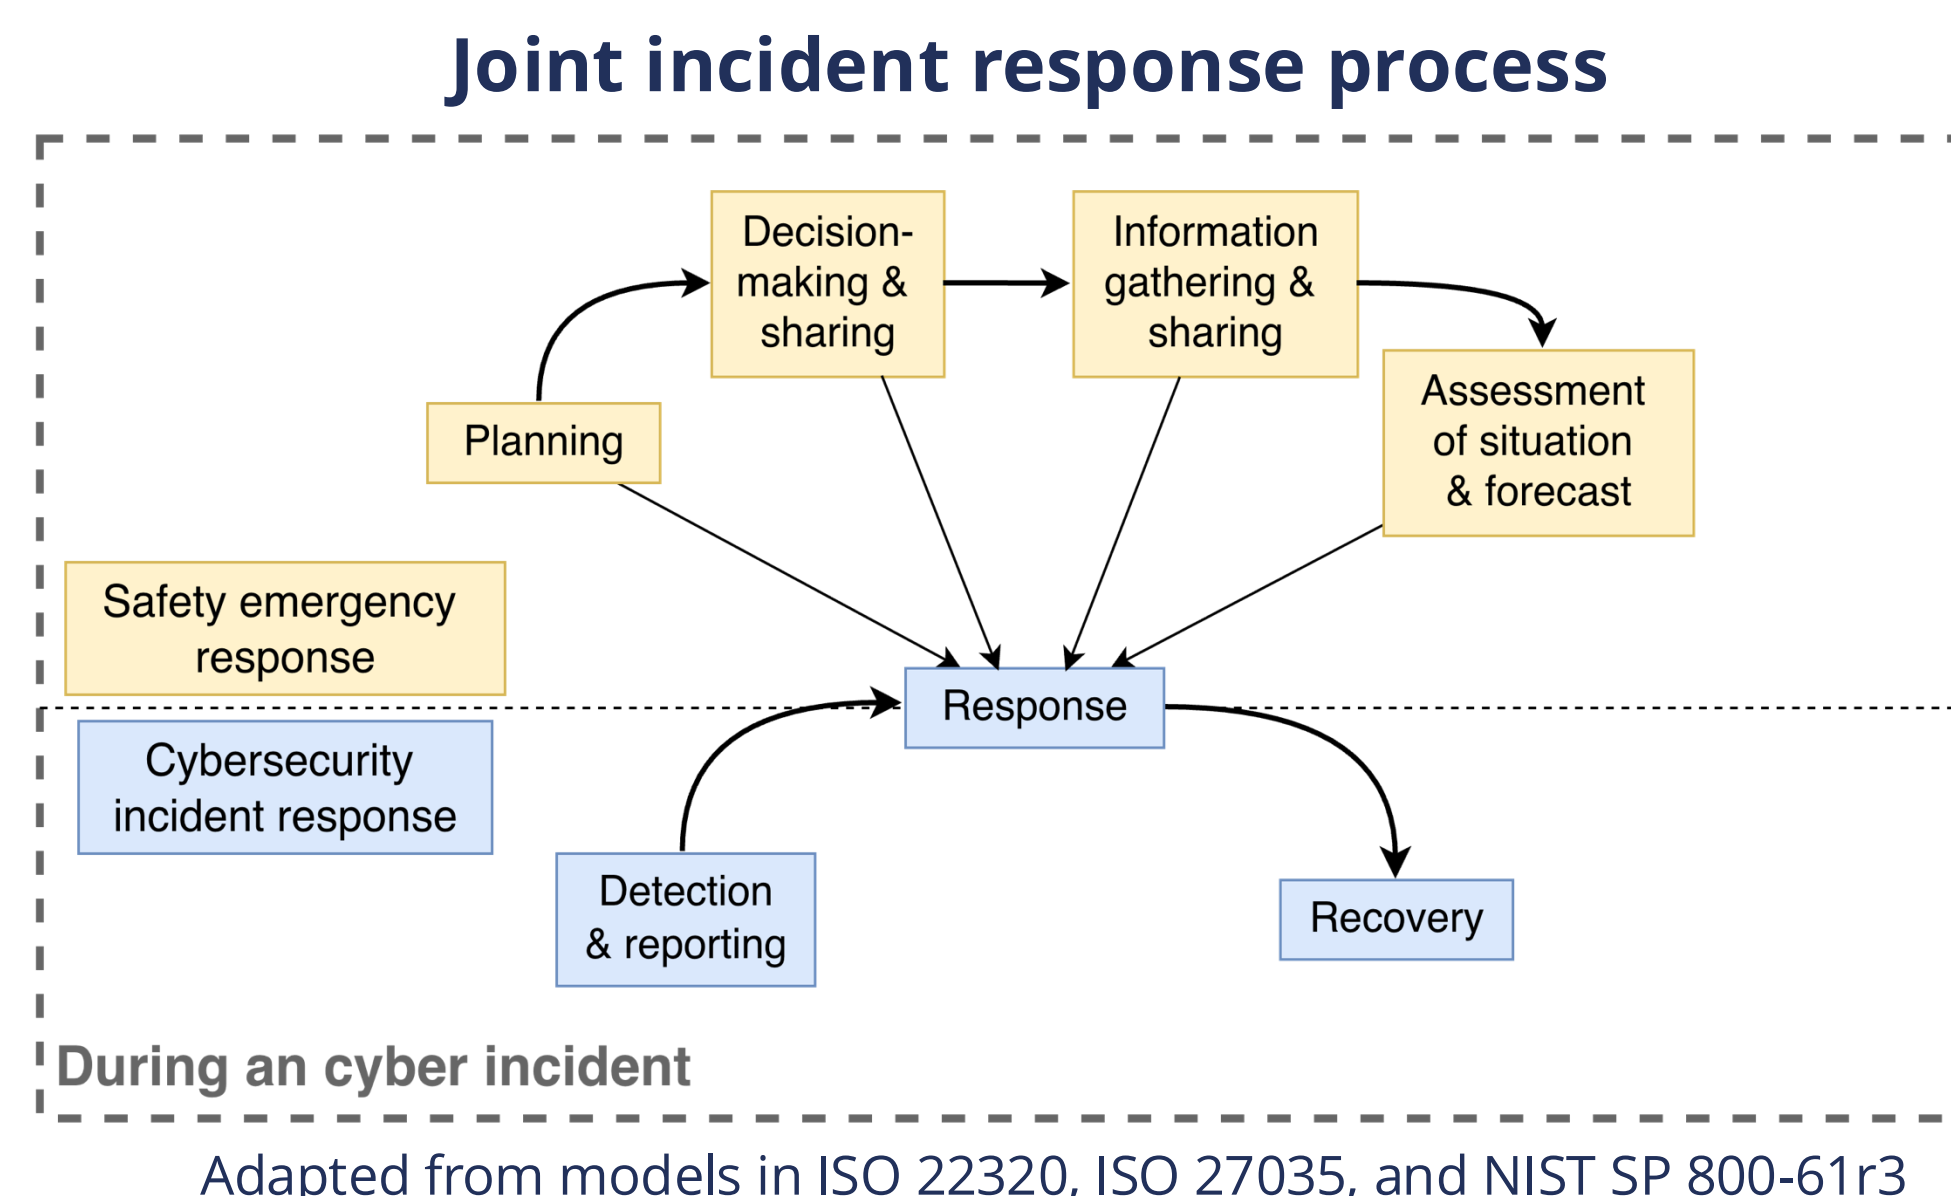 Joint incident response process
Decision-
making &
sharing
Information
gathering &
sharing
Assessment
of situation
& forecast
Planning
Safety emergency
response
Response
Cybersecurity
incident response
Detection
& reporting
Recovery
During an cyber incident
Adapted from models in ISO 22320, ISO 27035, and NIST SP 800-61r3